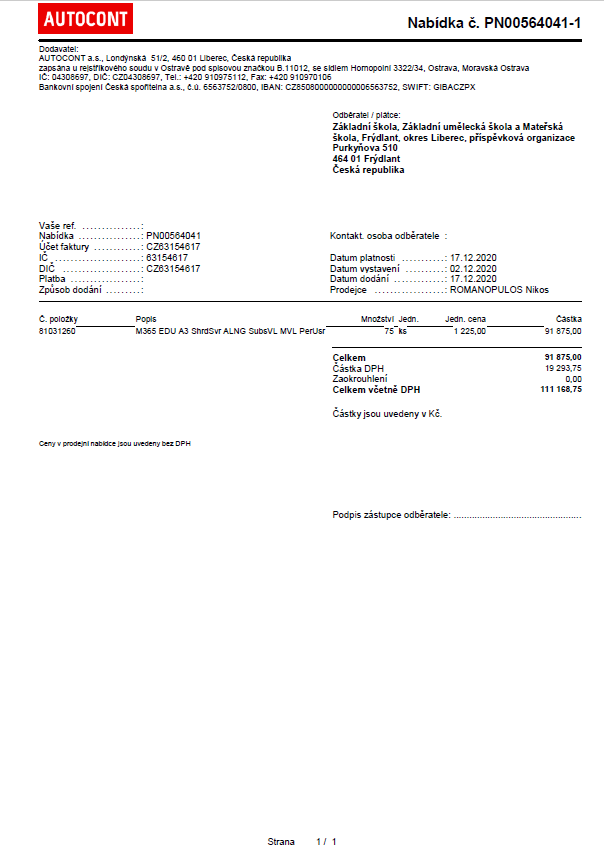 AUTOCONT
Nabídka č. PN00564041-1
Dodavatel:
AUTOCONT a.s., Londýnská 51/2, 460 01 Liberec, Česká republika
zapsána u rejstříkového soudu v Ostravě pod spisovou značkou B.11012, se sídlem Hornopolní 3322/34, Ostrava, Moravská Ostrava
IČ: 04308697, DIČ: CZ04308697, Tel.: +420 910975112, Fax: +420 910970106
Bankovní spojení Česká spořitelna a.s., č.ú. 6563752/0800, IBAN: CZ8508000000000006563752, SWIFT: GIBACZPX
Odběratel / plátce:
Základní škola, Základní umělecká škola a Mateřská
škola, Frýdlant, okres Liberec, příspěvková organizace
Purkyňova 510
464 01 Frýdlant
Česká republika
Vaše ref. ...............:
Nabídka ...............: PN00564041
Účet faktury ............: CZ63154617
IČ ......................: 63154617
DIČ ....................: CZ63154617
Platba ..................:
Způsob dodání .........:
Kontakt. osoba odběratele :
Datum platnosti ...........: 17.12.2020
Datum vystavení ..........: 02.12.2020
Datum dodání .............: 17.12.2020
Prodejce ..................: ROMANOPULOS Nikos
Č. položky Popis Množství Jedn. Jedn. cena Částka
81031260 M365 EDU A3 ShrdSvr ALNG SubsVL MVL PerUsr 75 ks 1 225,00 91 875,00
Celkem 91 875,00
Částka DPH 19 293,75
Zaokrouhlení 0,00
Celkem včetně DPH 111 168,75
Částky jsou uvedeny v Kč.
Ceny v prodejní nabídce jsou uvedeny bez DPH
Podpis zástupce odběratele: .................................................
Strana 1 / 1